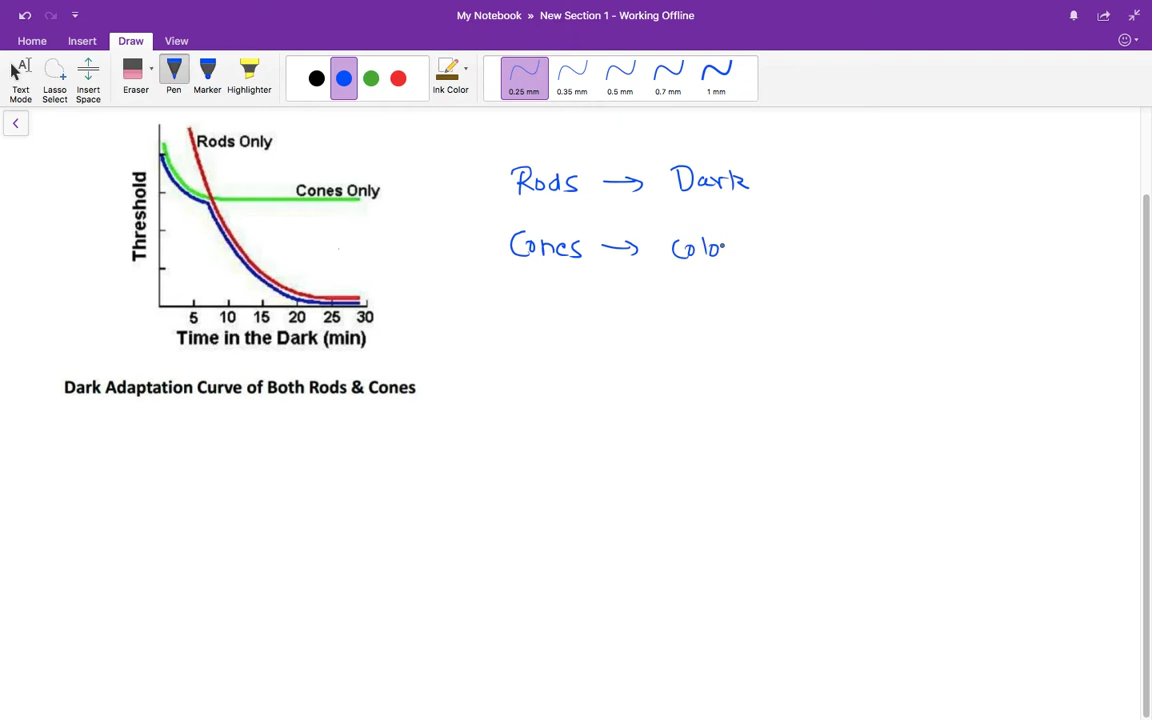 My Notebook » New Section 1 - Working Offline
Home Insert Draw View
Text Mode
Lasso Select
Insert Space
Eraser
Pen
Marker
Highlighter
Ink Color
0.25 mm
0.35 mm
0.5 mm
0.7 mm
1 mm
Rods Only
Cones Only
Threshold
5 10 15 20 25 30
Time in the Dark (min)
Dark Adaptation Curve of Both Rods & Cones
Rods → Dark
Cones → Colo